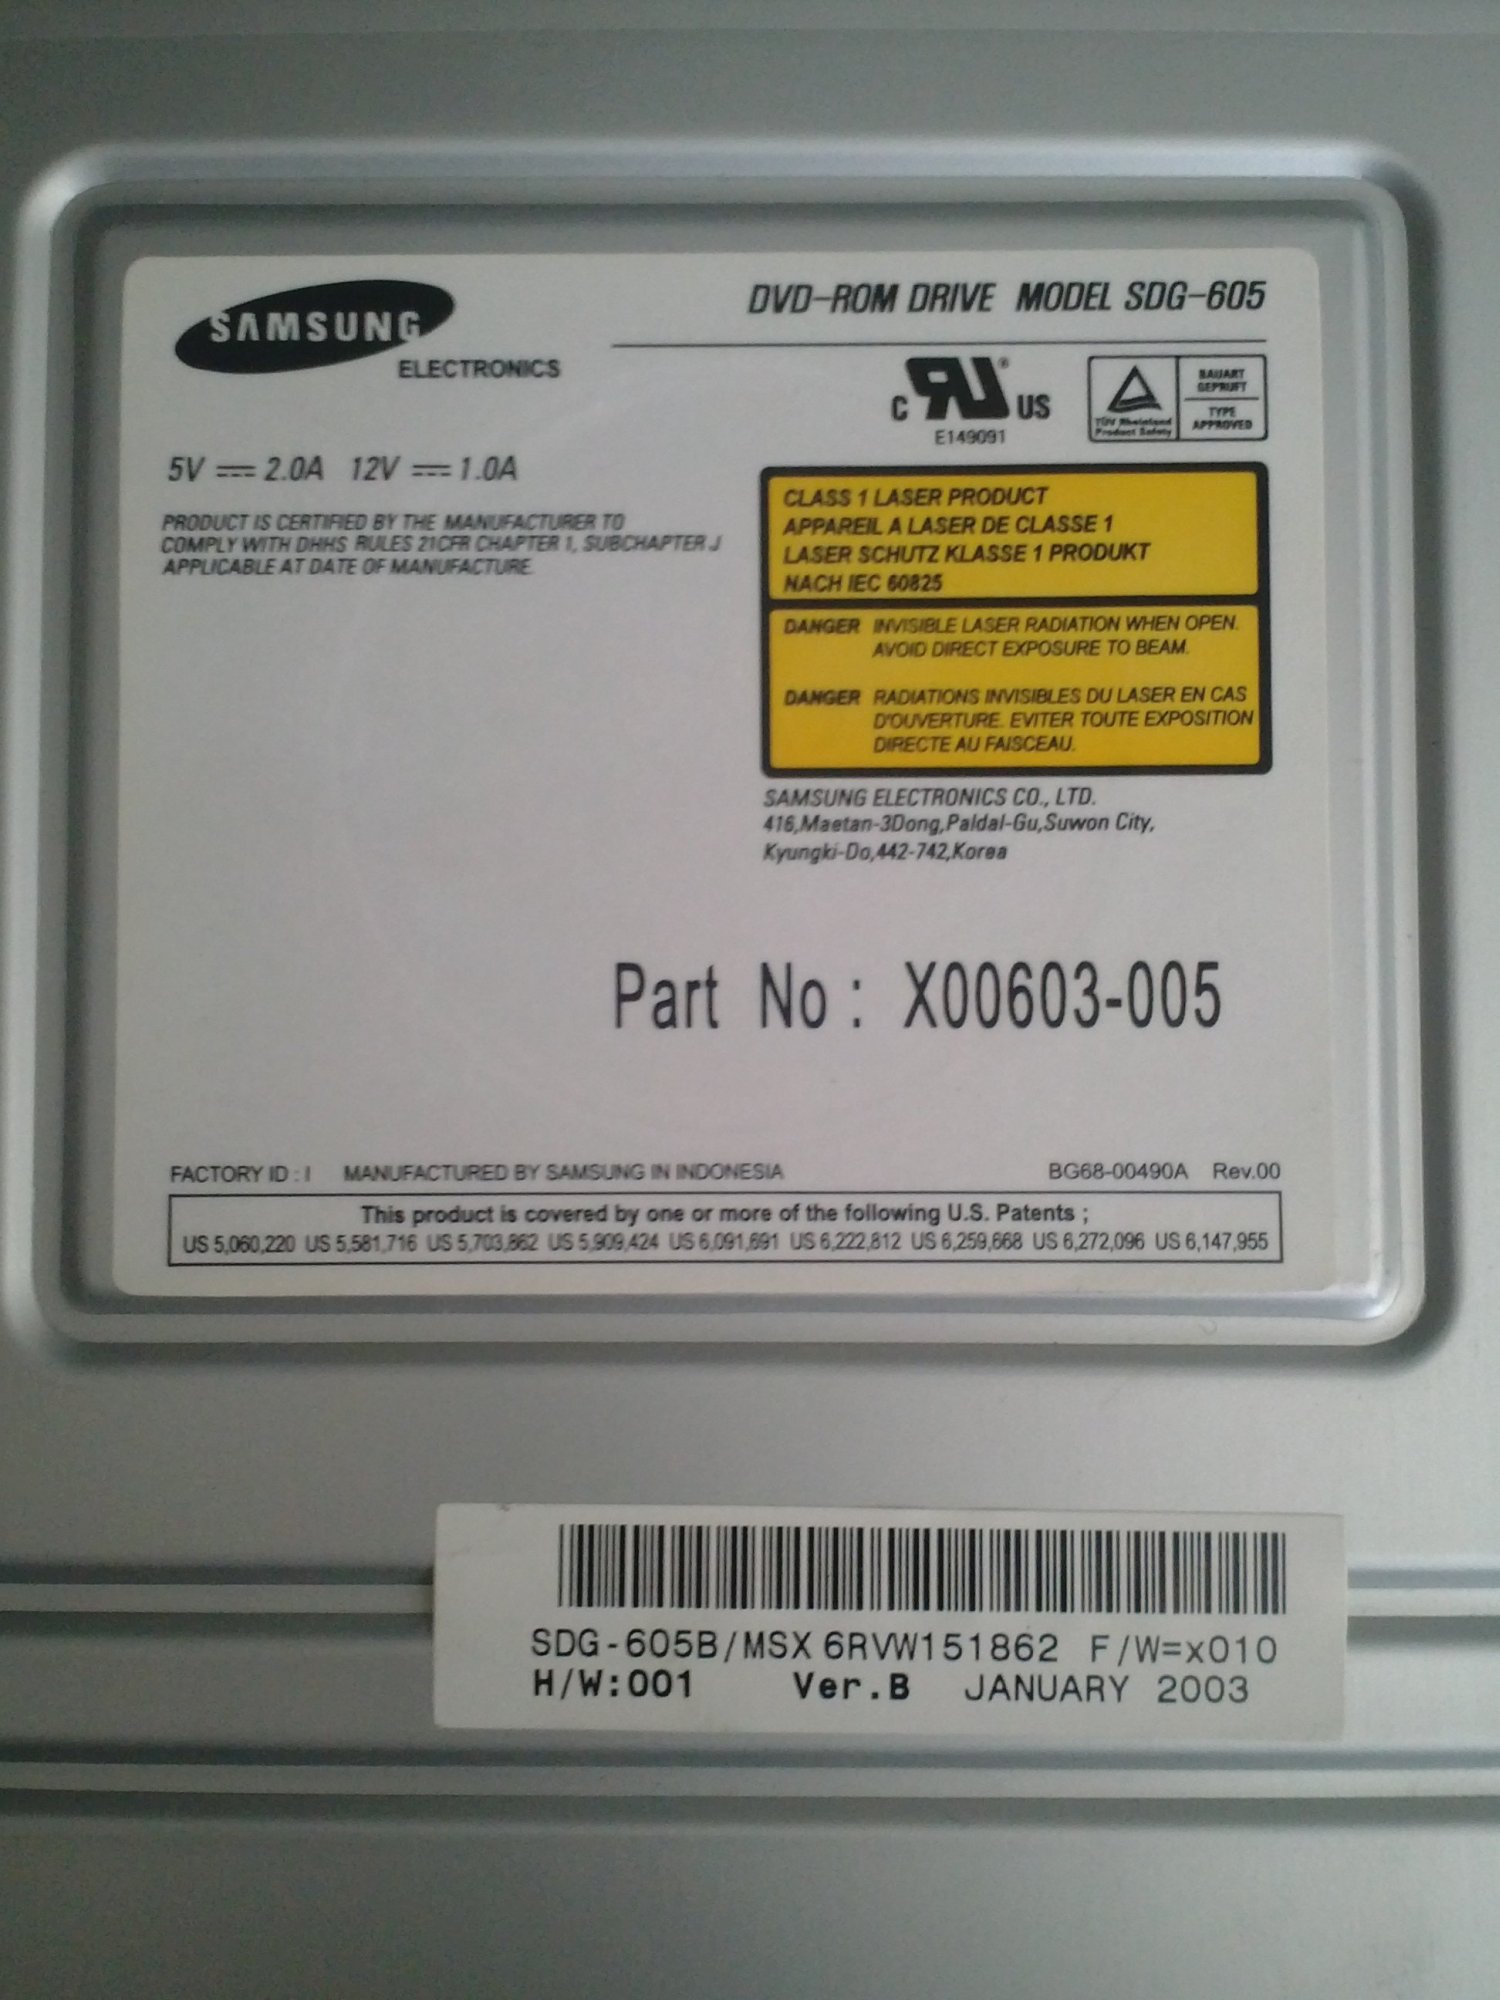 SAMSUNG
ELECTRONICS
DVD-ROM DRIVE MODEL SDG-605
C RU® US
E149091
TÜV Rheinland
Product Safety
BAUART
GEPRÜFT
TYPE
APPROVED
5V 2.0A 12V 1.0A
PRODUCT IS CERTIFIED BY THE MANUFACTURER TO
COMPLY WITH DHHS RULES 21CFR CHAPTER 1, SUBCHAPTER J
APPLICABLE AT DATE OF MANUFACTURE.
CLASS 1 LASER PRODUCT
APPAREIL A LASER DE CLASSE 1
LASER SCHUTZ KLASSE 1 PRODUKT
NACH IEC 60825
DANGER INVISIBLE LASER RADIATION WHEN OPEN.
AVOID DIRECT EXPOSURE TO BEAM.
DANGER RADIATIONS INVISIBLES DU LASER EN CAS
D'OUVERTURE. EVITER TOUTE EXPOSITION
DIRECTE AU FAISCEAU.
SAMSUNG ELECTRONICS CO., LTD.
416,Maetan-3Dong,Paldal-Gu,Suwon City,
Kyungki-Do,442-742,Korea
Part No : X00603-005
FACTORY ID : I MANUFACTURED BY SAMSUNG IN INDONESIA
BG68-00490A Rev.00
This product is covered by one or more of the following U.S. Patents ;
US 5,060,220 US 5,581,716 US 5,703,862 US 5,909,424 US 6,091,691 US 6,222,812 US 6,259,668 US 6,272,096 US 6,147,955
SDG-605B/MSX 6RVW151862 F/W=x010
H/W:001 Ver.B JANUARY 2003